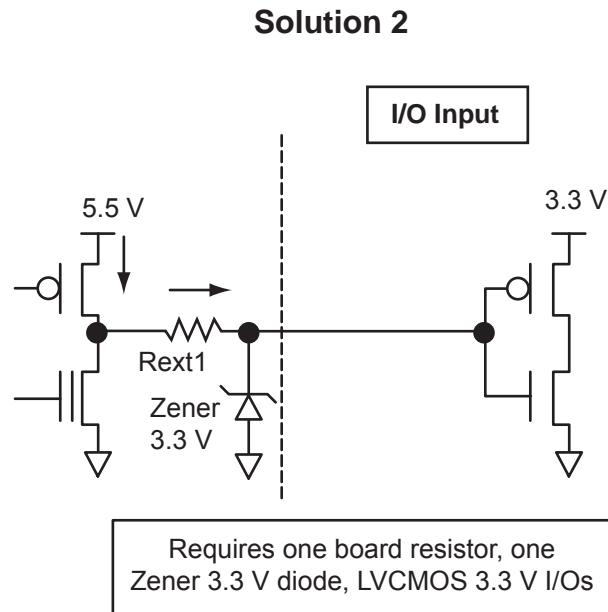 Solution 2
I/O Input
5.5 V
3.3 V
Rext1
Zener
3.3 V
Requires one board resistor, one
Zener 3.3 V diode, LVCMOS 3.3 V I/Os